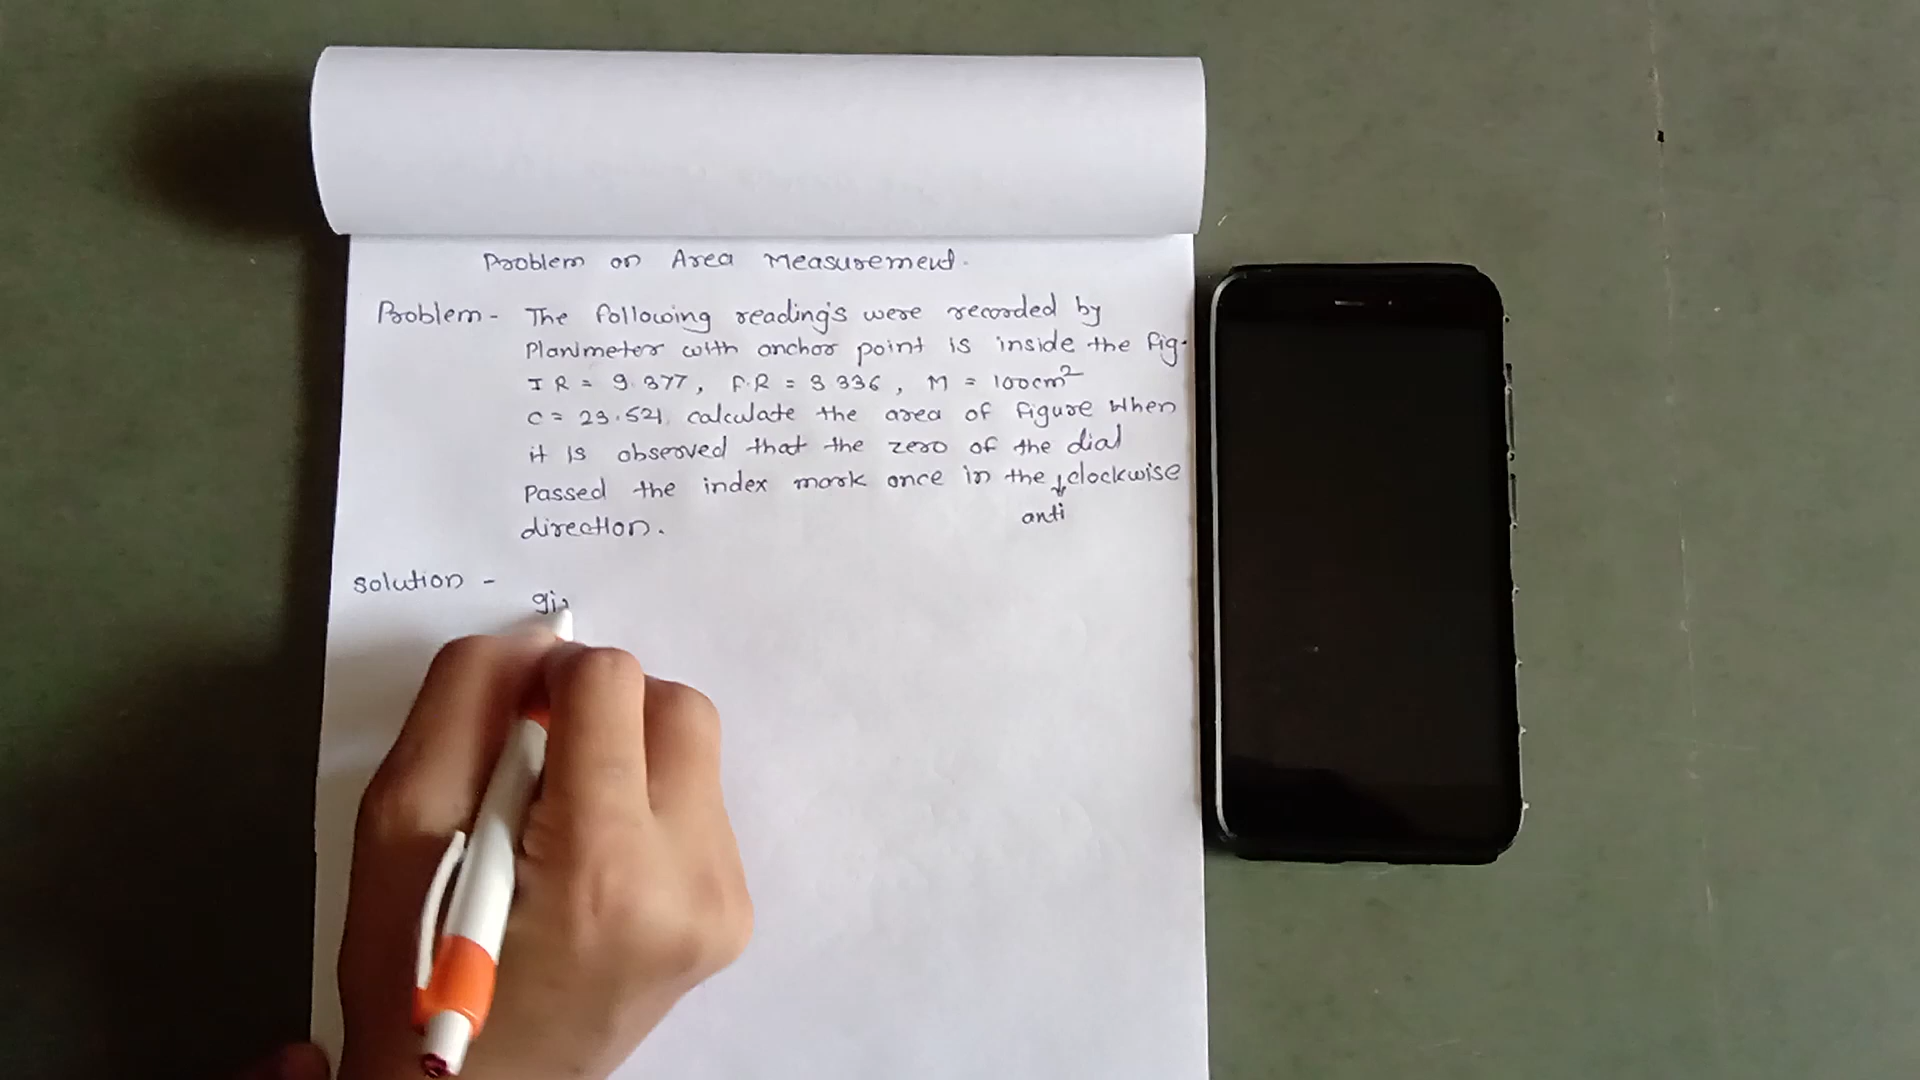 Problem on Area Measurement.
Problem - The following reading's were recorded by
Planimeter with anchor point is inside the fig.
I R = 9.377, F.R = 3.336, M = 100cm²
C = 23.521, calculate the area of figure when
it is observed that the zero of the dial
Passed the index mark once in the clockwise
anti
direction.
solution -
gi